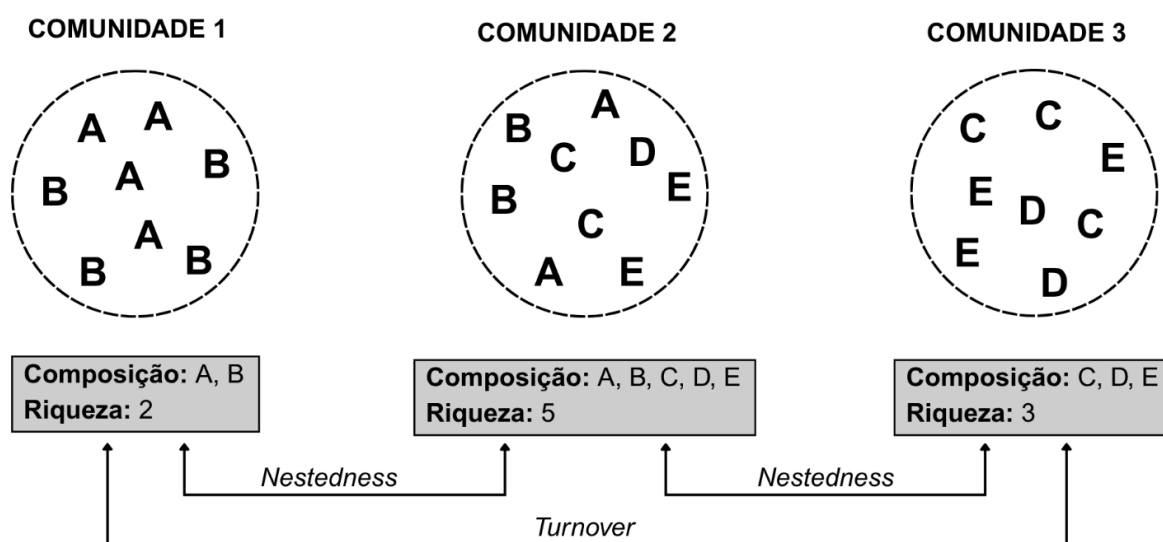 COMUNIDADE 1 COMUNIDADE 2 COMUNIDADE 3
A A B A B A B B
A B C D E B C A E
C C E E D C E D
Composição: A, B
Riqueza: 2
Composição: A, B, C, D, E
Riqueza: 5
Composição: C, D, E
Riqueza: 3
Nestedness Nestedness
Turnover